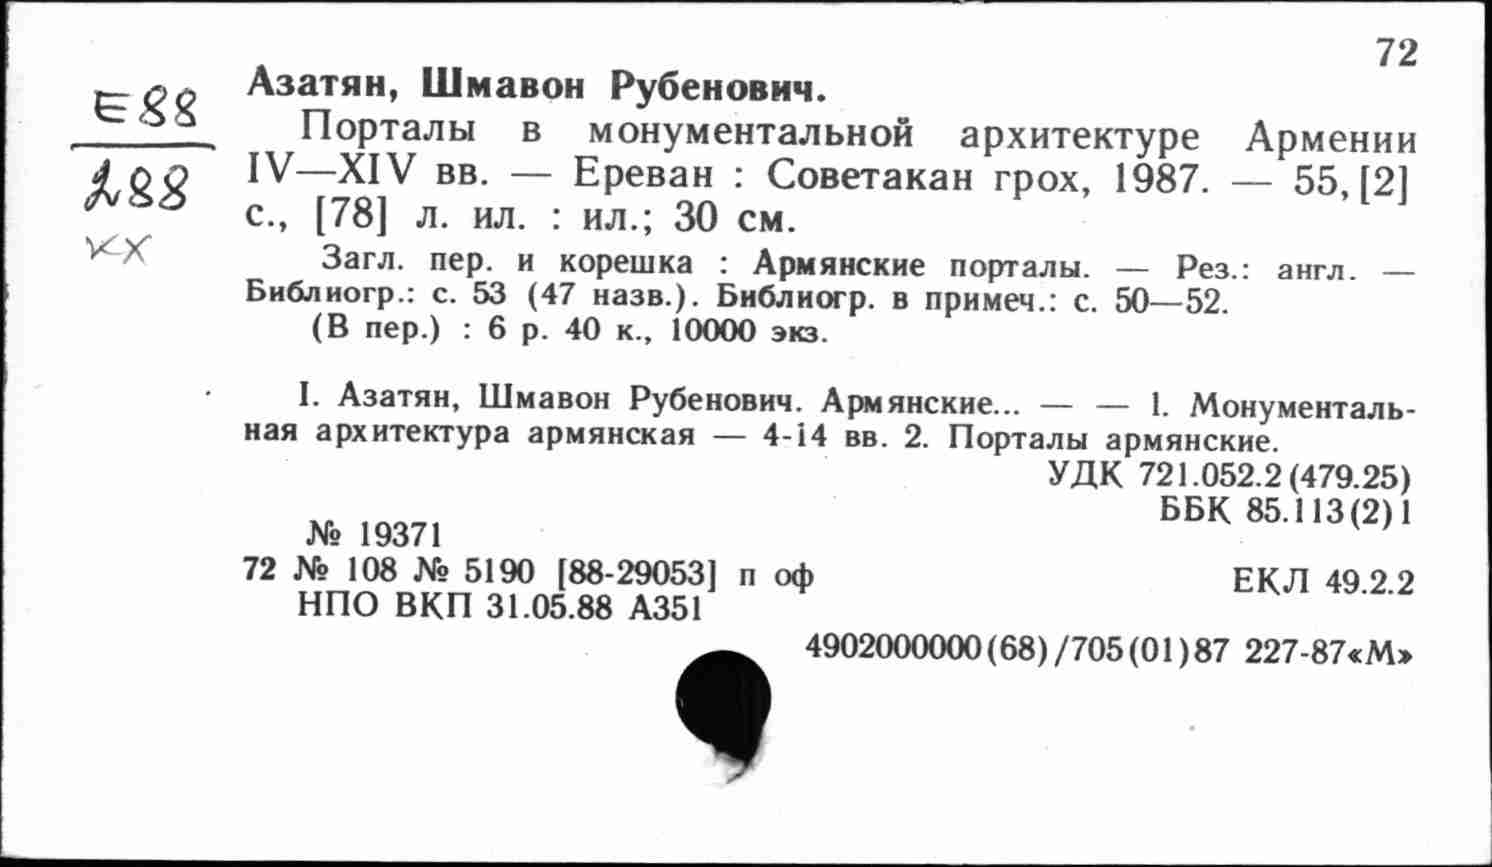 72
Е88
288
кх
Азатян, Шмавон Рубенович.
Порталы в монументальной архитектуре Армении
IV—XIV вв. — Ереван : Советакан грох, 1987. — 55, [2]
с., [78] л. ил. : ил.; 30 см.
Загл. пер. и корешка : Армянские порталы. — Рез.: англ. —
Библиогр.: с. 53 (47 назв.). Библиогр. в примеч.: с. 50—52.
(В пер.) : 6 р. 40 к., 10000 экз.
I. Азатян, Шмавон Рубенович. Армянские... — — 1. Монументаль-
ная архитектура армянская — 4-14 вв. 2. Порталы армянские.
УДК 721.052.2(479.25)
ББК 85.113(2)1
№ 19371
72 № 108 № 5190 [88-29053] п оф
ЕКЛ 49.2.2
НПО ВКП 31.05.88 А351
4902000000(68)/705(01)87 227-87«М»